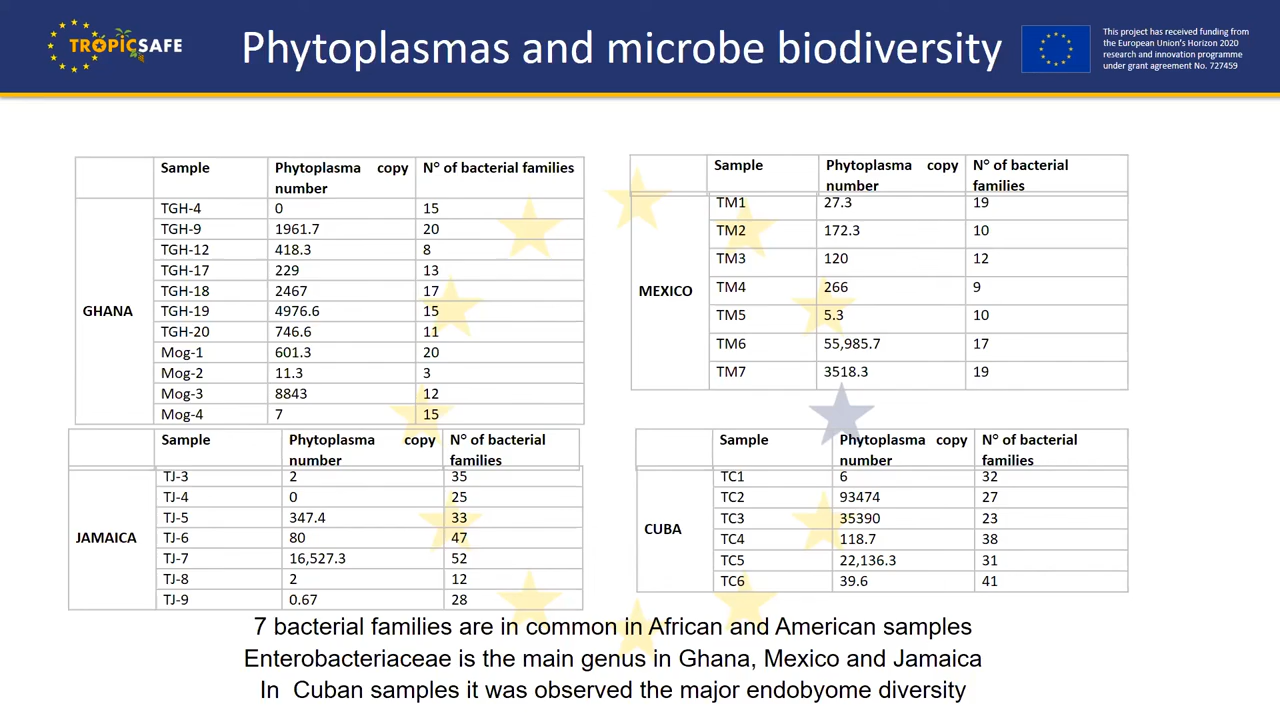 TROPICSAFE
Phytoplasmas and microbe biodiversity
This project has received funding from
the European Union's Horizon 2020
research and innovation programme
under grant agreement No. 727459
Sample Phytoplasma copy number N° of bacterial families
GHANA
TGH-4 0 15
TGH-9 1961.7 20
TGH-12 418.3 8
TGH-17 229 13
TGH-18 2467 17
TGH-19 4976.6 15
TGH-20 746.6 11
Mog-1 601.3 20
Mog-2 11.3 3
Mog-3 8843 12
Mog-4 7 15
Sample Phytoplasma copy number N° of bacterial families
MEXICO
TM1 27.3 19
TM2 172.3 10
TM3 120 12
TM4 266 9
TM5 5.3 10
TM6 55,985.7 17
TM7 3518.3 19
Sample Phytoplasma copy number N° of bacterial families
JAMAICA
TJ-3 2 35
TJ-4 0 25
TJ-5 347.4 33
TJ-6 80 47
TJ-7 16,527.3 52
TJ-8 2 12
TJ-9 0.67 28
Sample Phytoplasma copy number N° of bacterial families
CUBA
TC1 6 32
TC2 93474 27
TC3 35390 23
TC4 118.7 38
TC5 22,136.3 31
TC6 39.6 41
7 bacterial families are in common in African and American samples
Enterobacteriaceae is the main genus in Ghana, Mexico and Jamaica
In Cuban samples it was observed the major endobyome diversity